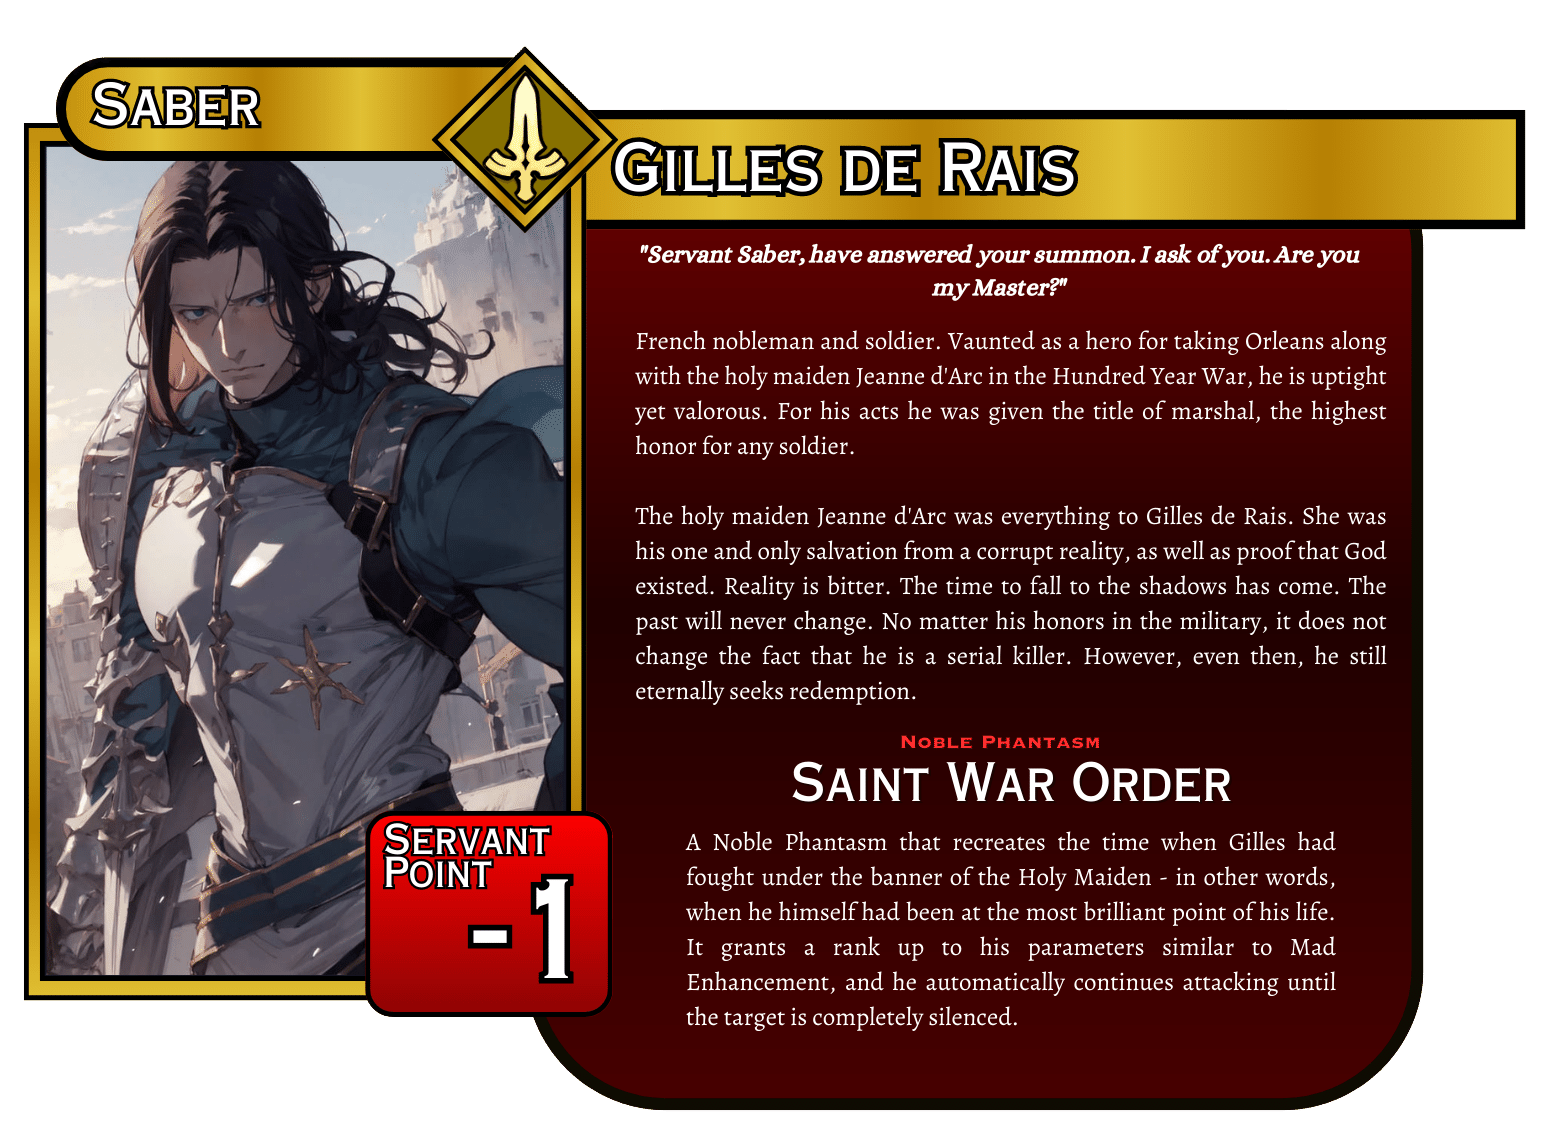 Saber
Gilles de Rais
"Servant Saber, have answered your summon. I ask of you. Are you
my Master?"
French nobleman and soldier. Vaunted as a hero for taking Orleans along
with the holy maiden Jeanne d'Arc in the Hundred Year War, he is uptight
yet valorous. For his acts he was given the title of marshal, the highest
honor for any soldier.
The holy maiden Jeanne d'Arc was everything to Gilles de Rais. She was
his one and only salvation from a corrupt reality, as well as proof that God
existed. Reality is bitter. The time to fall to the shadows has come. The
past will never change. No matter his honors in the military, it does not
change the fact that he is a serial killer. However, even then, he still
eternally seeks redemption.
Noble Phantasm
Saint War Order
A Noble Phantasm that recreates the time when Gilles had
fought under the banner of the Holy Maiden - in other words,
when he himself had been at the most brilliant point of his life.
It grants a rank up to his parameters similar to Mad
Enhancement, and he automatically continues attacking until
the target is completely silenced.
Servant
Point
-1